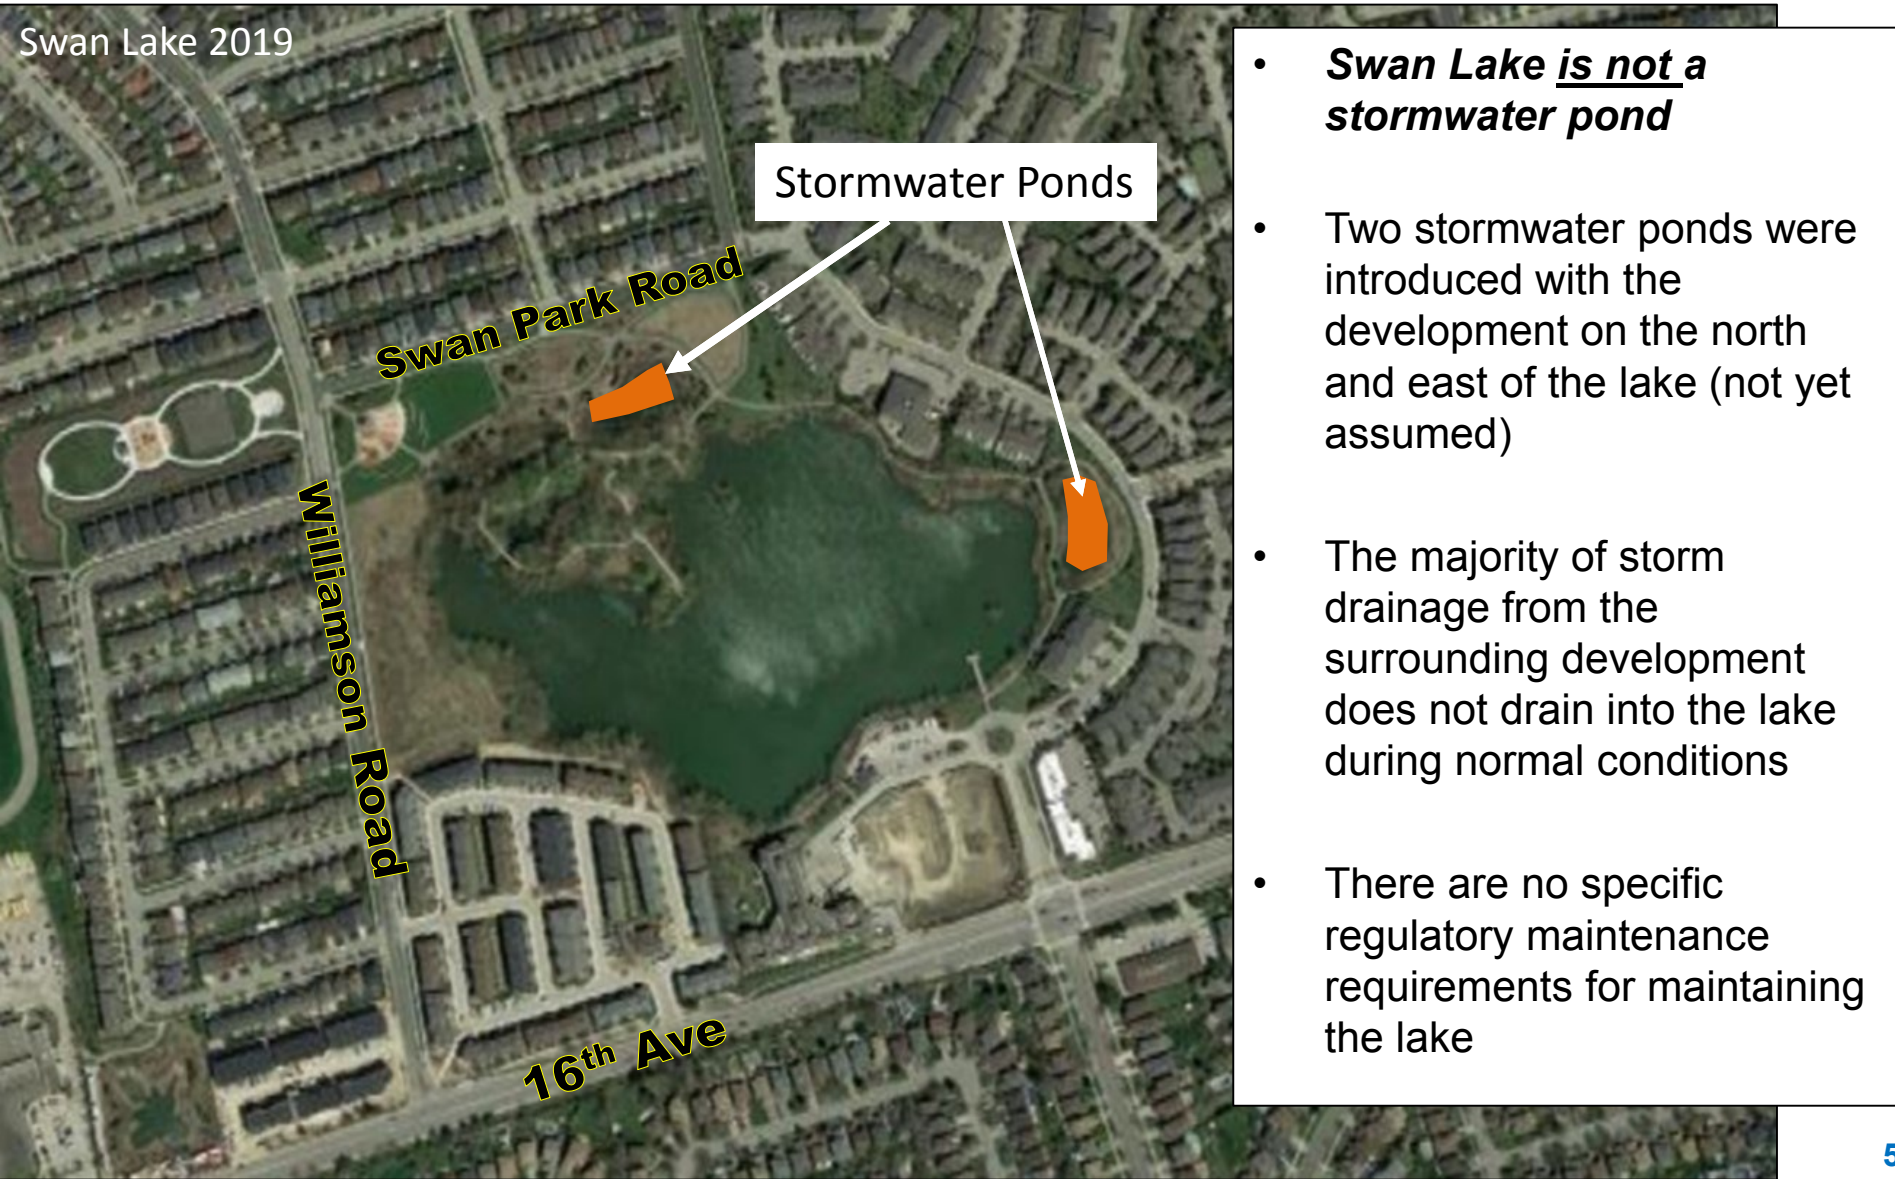 Swan Lake 2019
Stormwater Ponds
Swan Park Road
Williamson Road
16th Ave
• Swan Lake is not a
stormwater pond
• Two stormwater ponds were
introduced with the
development on the north
and east of the lake (not yet
assumed)
• The majority of storm
drainage from the
surrounding development
does not drain into the lake
during normal conditions
• There are no specific
regulatory maintenance
requirements for maintaining
the lake
5